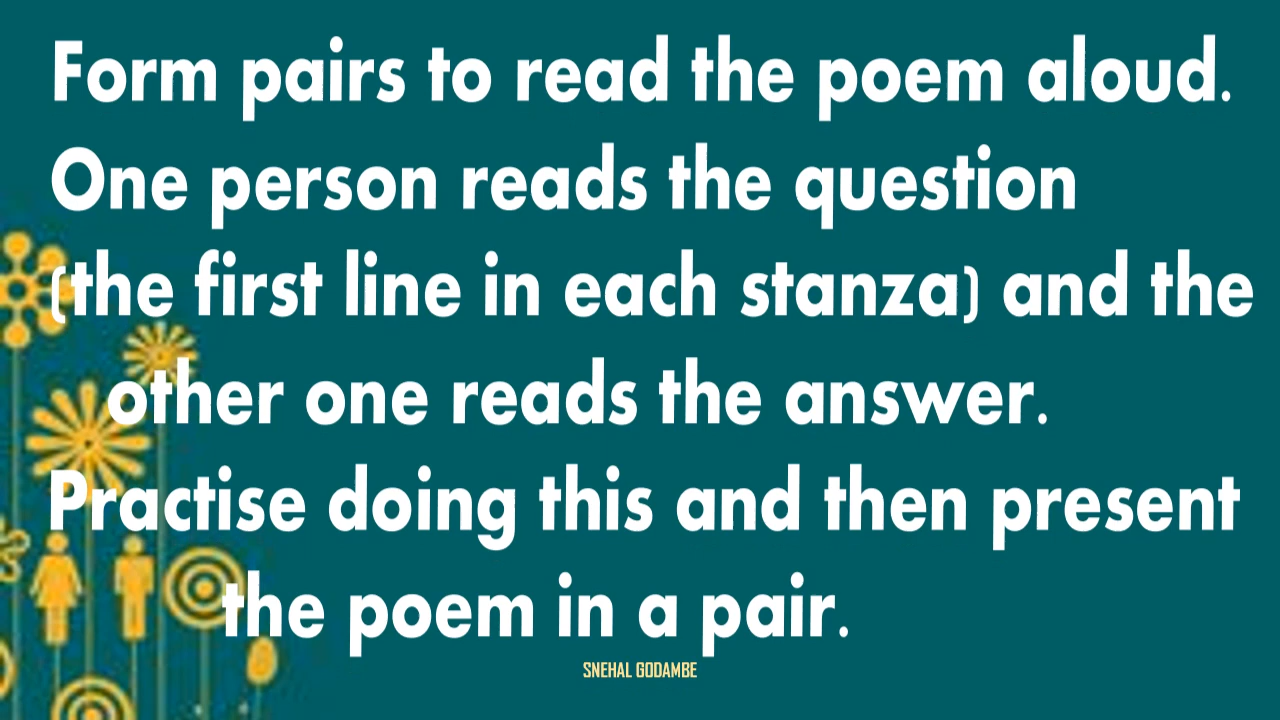 Form pairs to read the poem aloud.
One person reads the question
(the first line in each stanza) and the
other one reads the answer.
Practise doing this and then present
the poem in a pair.
SNEHAL GODAMBE